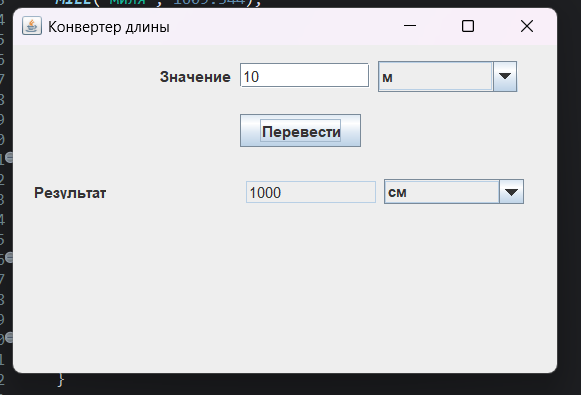 MILE("миля", 1609.344);
Конвертер длины
Значение 10 м
Перевести
Результат 1000 см
}